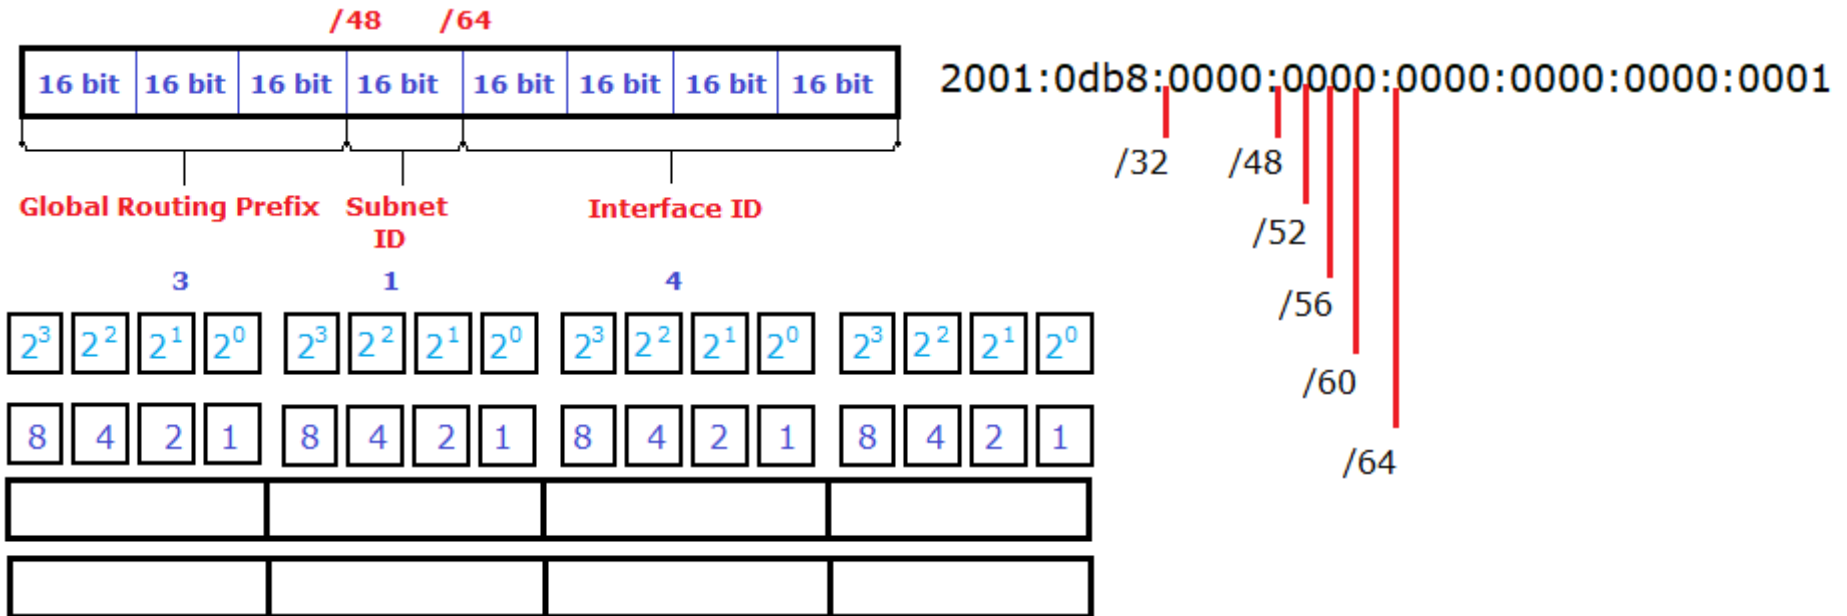 /48 /64
16 bit 16 bit 16 bit 16 bit 16 bit 16 bit 16 bit 16 bit
Global Routing Prefix Subnet ID Interface ID
3 1 4
2³ 2² 2¹ 2⁰ 2³ 2² 2¹ 2⁰ 2³ 2² 2¹ 2⁰ 2³ 2² 2¹ 2⁰
8 4 2 1 8 4 2 1 8 4 2 1 8 4 2 1
2001:0db8:0000:0000:0000:0000:0000:0001
/32 /48
/52
/56
/60
/64